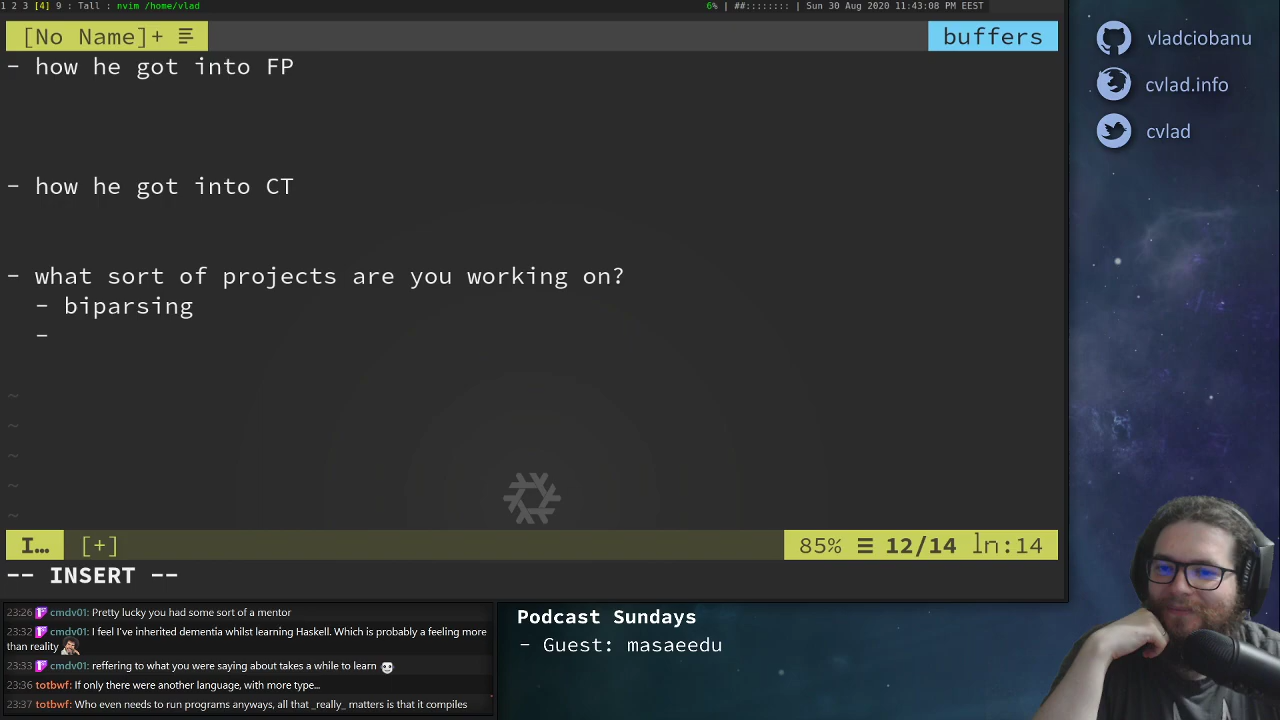 1 2 3 [4] 9 : Tall : nvim /home/vlad
6% | ##:::::::: | Sun 30 Aug 2020 11:43:08 PM EEST
[No Name]+
buffers
- how he got into FP
- how he got into CT
- what sort of projects are you working on?
- biparsing
-
~
~
~
~
~
I… [+]
85% ☰ 12/14 ln:14
-- INSERT --
vladciobanu
cvlad.info
cvlad
23:26 cmdv01: Pretty lucky you had some sort of a mentor
23:32 cmdv01: I feel I've inherited dementia whilst learning Haskell. Which is probably a feeling more
than reality
23:33 cmdv01: reffering to what you were saying about takes a while to learn
23:36 totbwf: If only there were another language, with more type...
23:37 totbwf: Who even needs to run programs anyways, all that _really_ matters is that it compiles
Podcast Sundays
- Guest: masaeedu